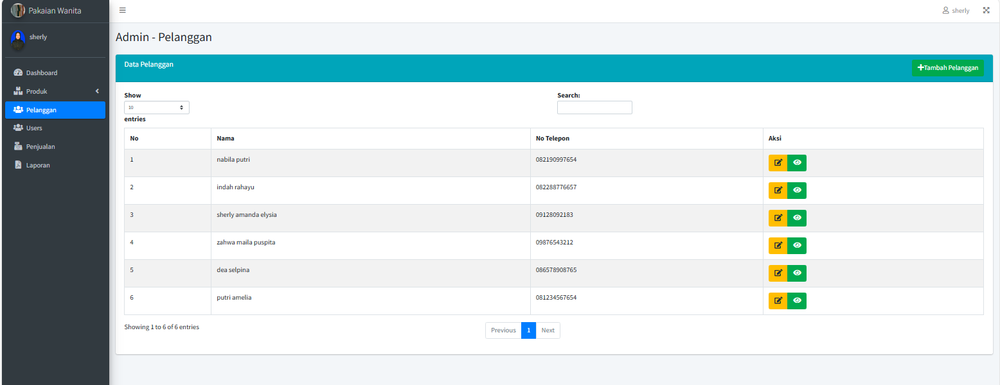 Pakaian Wanita
sherly
sherly
Dashboard
Produk
Pelanggan
Users
Penjualan
Laporan
Admin - Pelanggan
Data Pelanggan
Tambah Pelanggan
Show
10
entries
Search:
No Nama No Telepon Aksi
1 nabila putri 082190997654
2 indah rahayu 082288776657
3 sherly amanda elysia 09128092183
4 zahwa maila puspita 09876543212
5 dea selpina 086578908765
6 putri amelia 081234567654
Showing 1 to 6 of 6 entries
Previous 1 Next